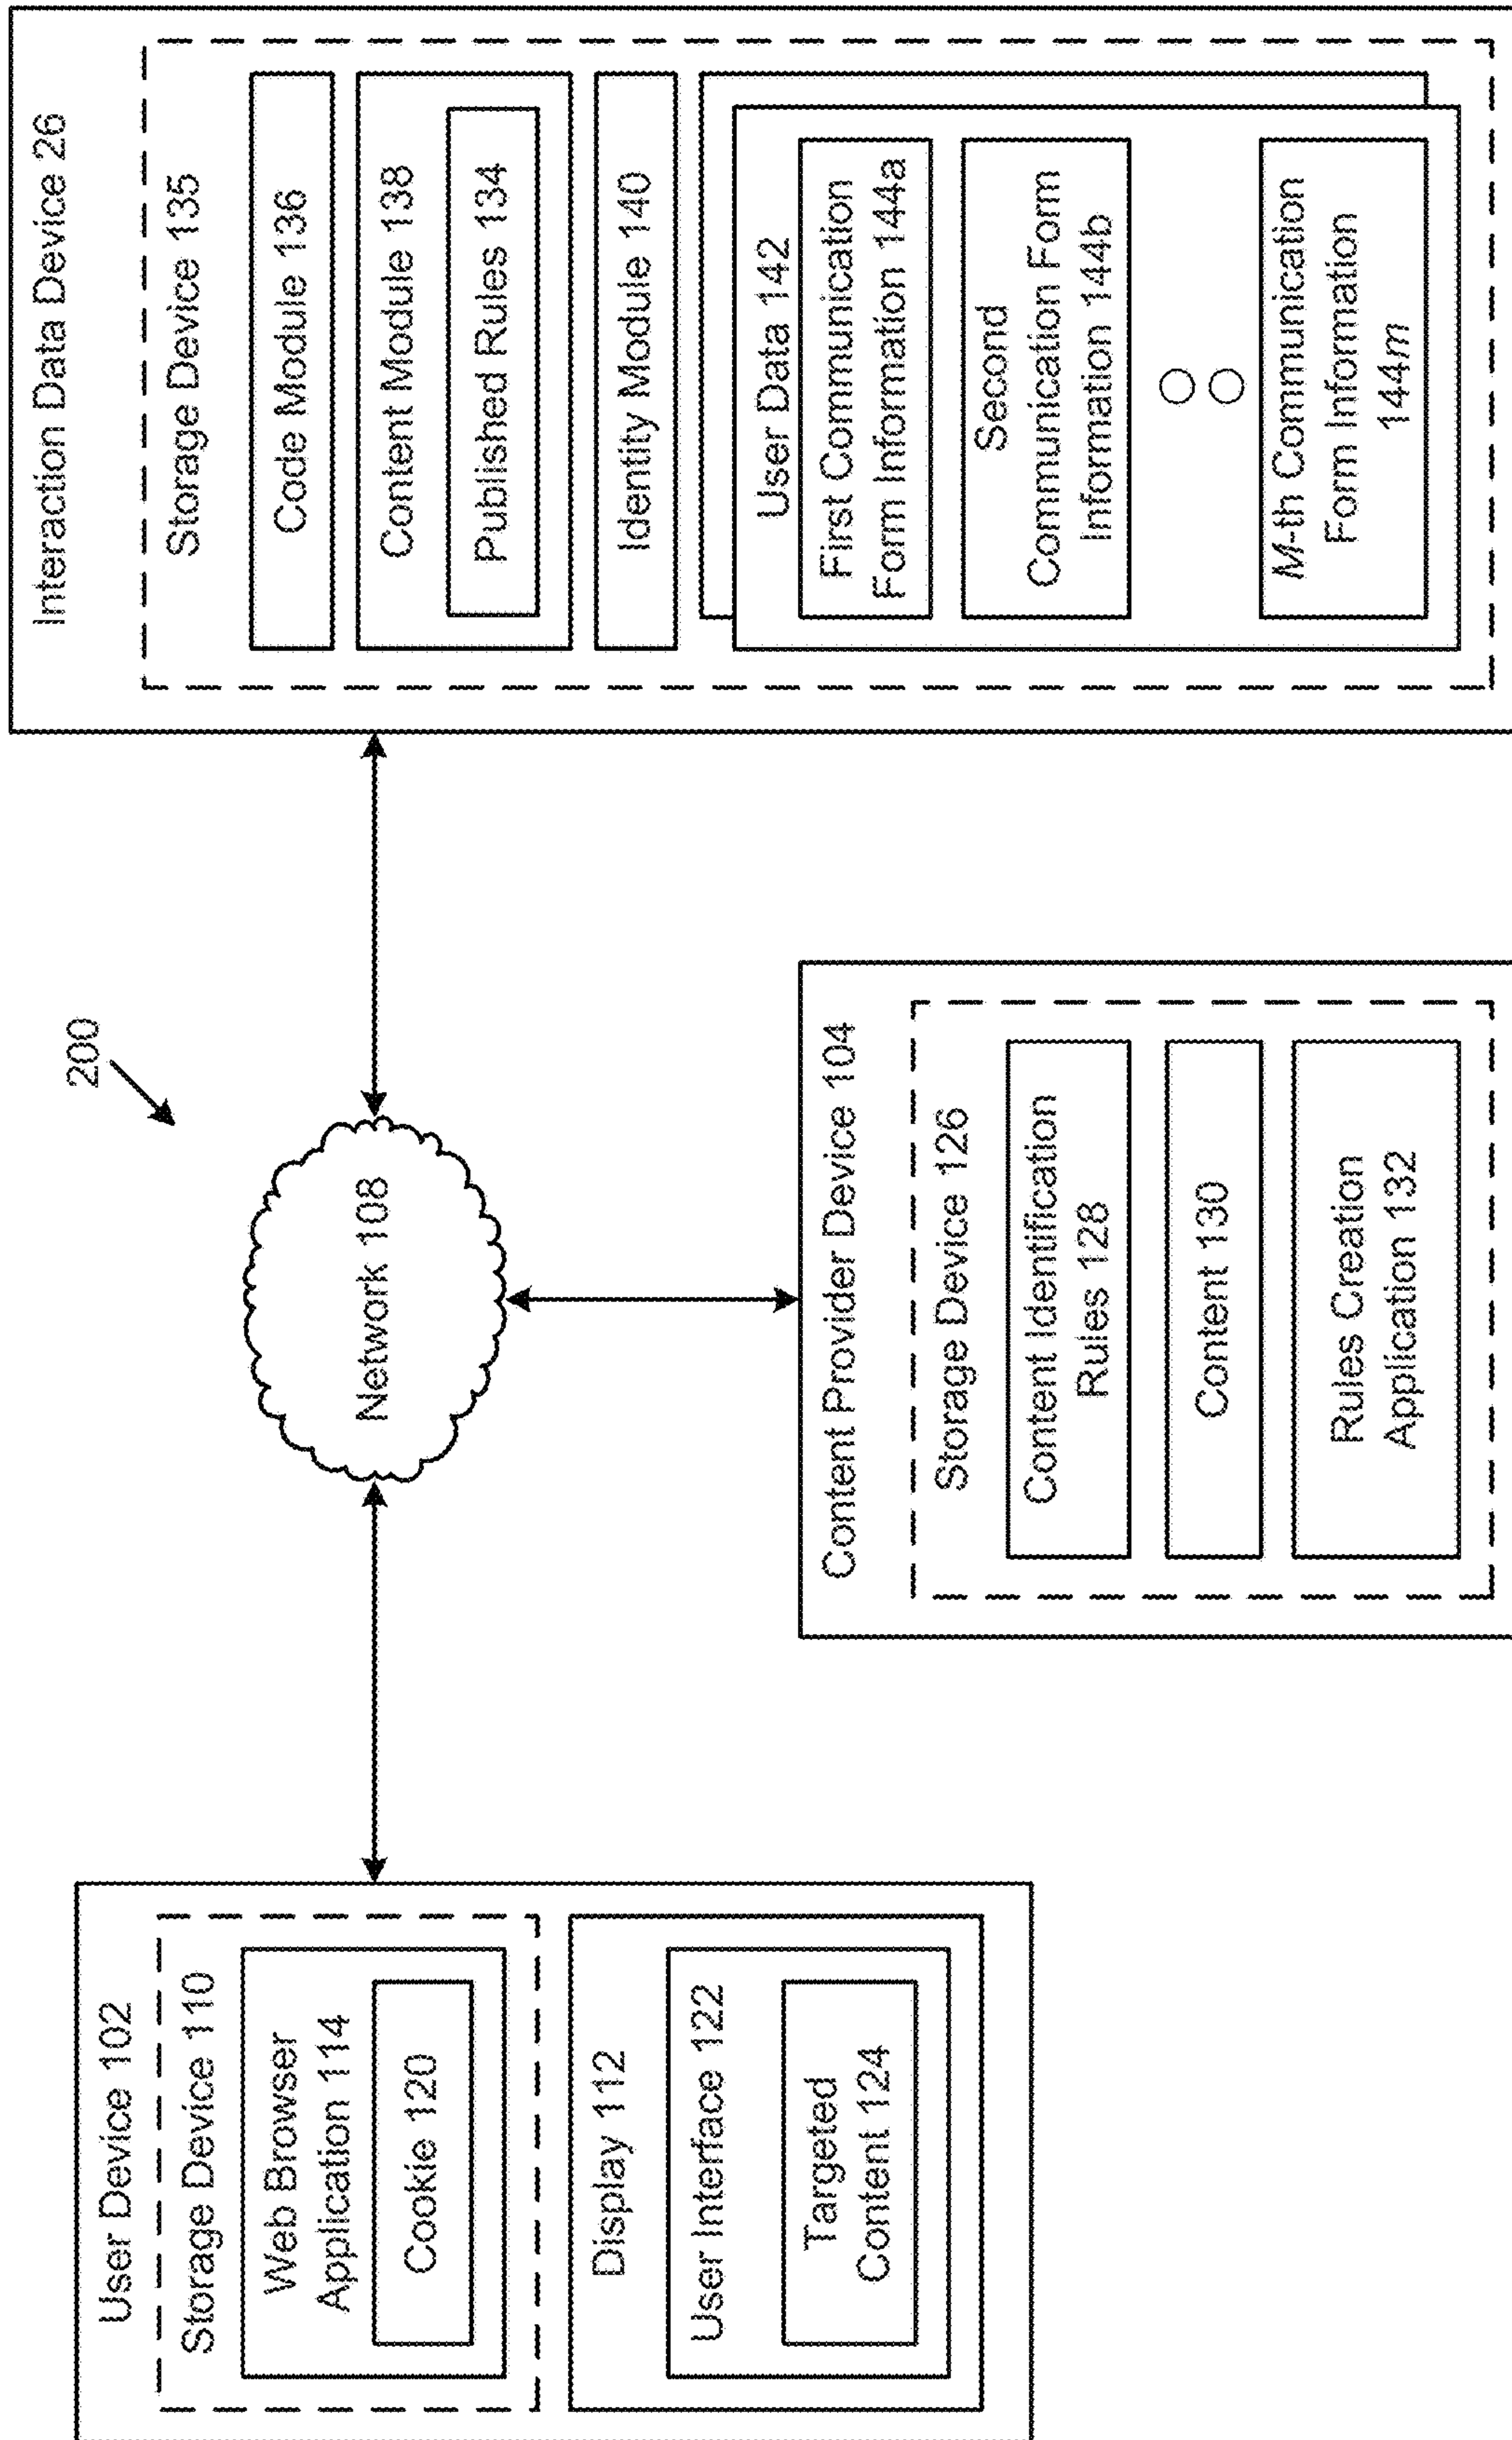 200
User Device 102
Storage Device 110
Web Browser
Application 114
Cookie 120
Display 112
User Interface 122
Targeted
Content 124
Network 108
Content Provider Device 104
Storage Device 126
Content Identification
Rules 128
Content 130
Rules Creation
Application 132
Interaction Data Device 26
Storage Device 135
Code Module 136
Content Module 138
Published Rules 134
Identity Module 140
User Data 142
First Communication
Form Information 144a
Second
Communication Form
Information 144b
M-th Communication
Form Information
144m